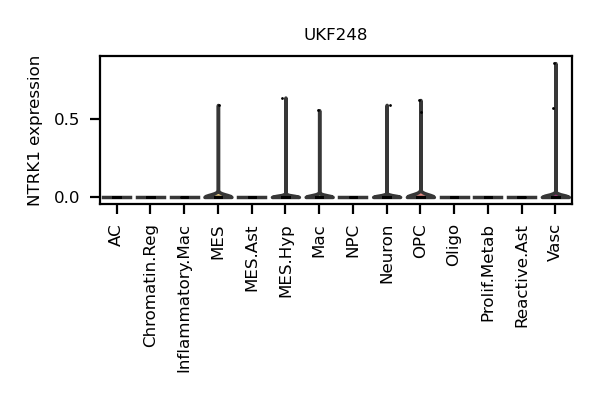 UKF248
NTRK1 expression
0.5
0.0
AC
Chromatin.Reg
Inflammatory.Mac
MES
MES.Ast
MES.Hyp
Mac
NPC
Neuron
OPC
Oligo
Prolif.Metab
Reactive.Ast
Vasc